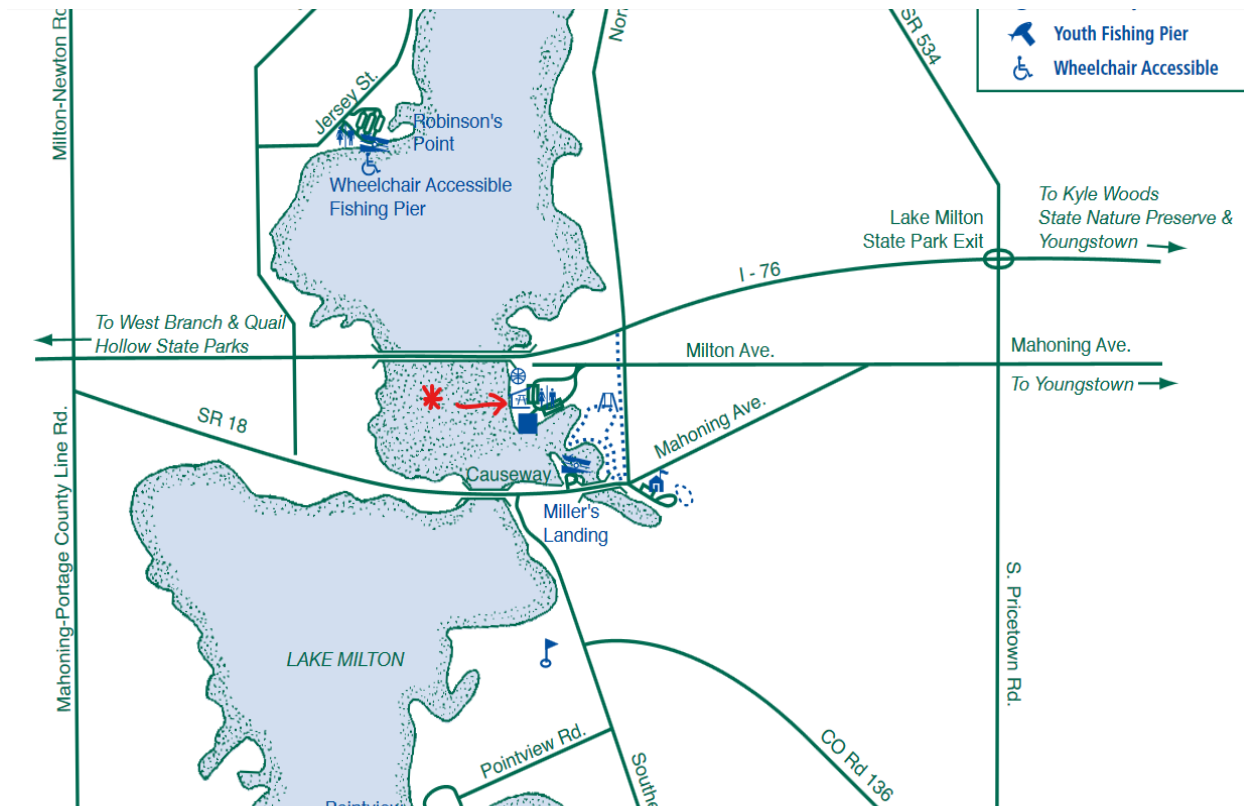 Milton-Newton Rd
Jersey St.
Robinson's
Point
Wheelchair Accessible
Fishing Pier
SR 534
Youth Fishing Pier
Wheelchair Accessible
To Kyle Woods
State Nature Preserve &
Youngstown
Lake Milton
State Park Exit
I - 76
To West Branch & Quail
Hollow State Parks
Milton Ave.
Mahoning Ave.
To Youngstown
SR 18
Mahoning Ave.
Causeway
Miller's
Landing
Mahoning-Portage County Line Rd.
S. Pricetown Rd.
LAKE MILTON
Pointview Rd.
CO Rd 136
Pointview